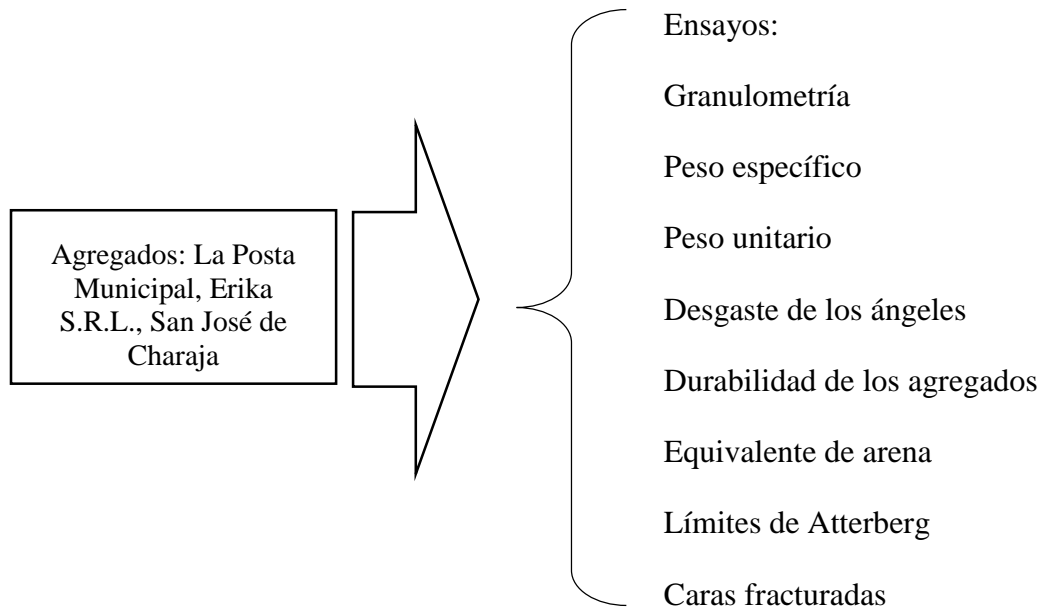 Agregados: La Posta
Municipal, Erika
S.R.L., San José de
Charaja
Ensayos:
Granulometría
Peso específico
Peso unitario
Desgaste de los ángeles
Durabilidad de los agregados
Equivalente de arena
Límites de Atterberg
Caras fracturadas